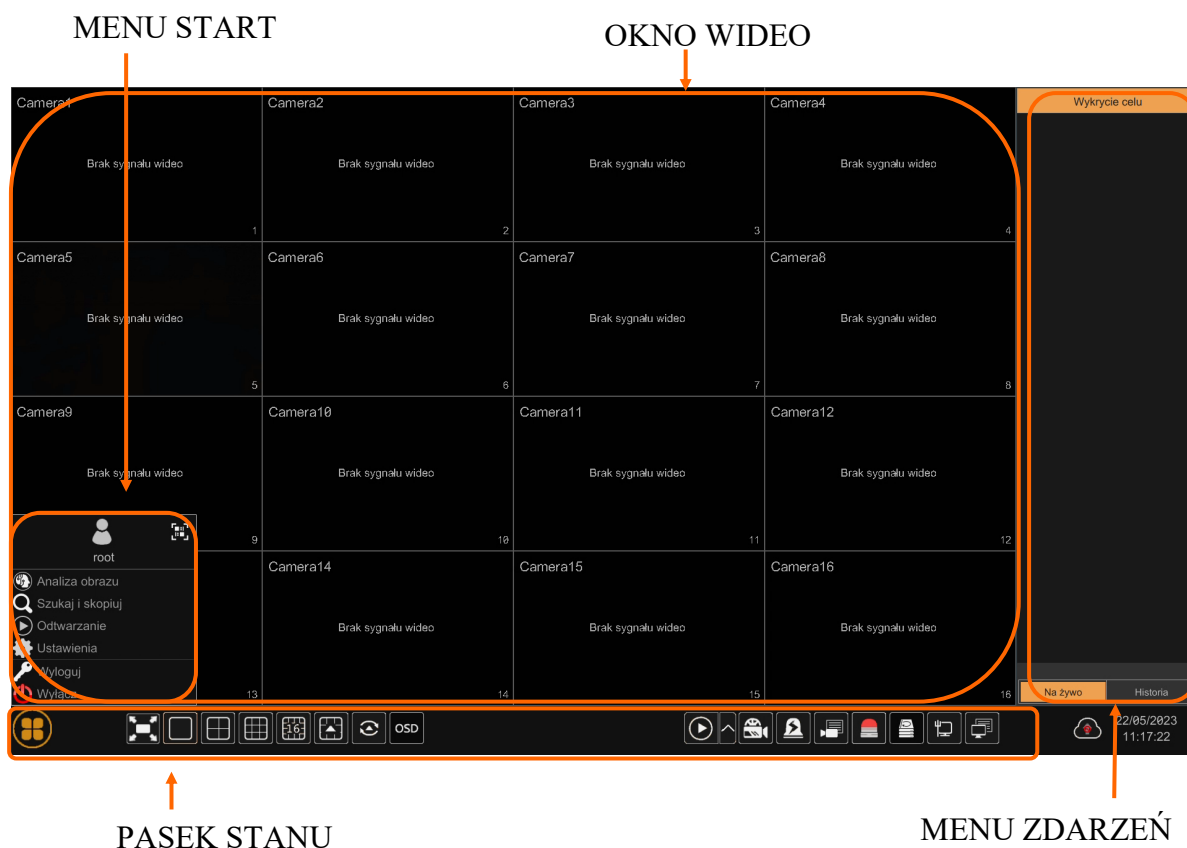 MENU START
OKNO WIDEO
Camera1 Camera2 Camera3 Camera4 Wykrycie celu
Brak sygnału wideo Brak sygnału wideo Brak sygnału wideo Brak sygnału wideo
1 2 3 4
Camera5 Camera6 Camera7 Camera8
Brak sygnału wideo Brak sygnału wideo Brak sygnału wideo Brak sygnału wideo
5 6 7 8
Camera9 Camera10 Camera11 Camera12
Brak sygnału wideo Brak sygnału wideo Brak sygnału wideo Brak sygnału wideo
9 10 11 12
root
Camera14 Camera15 Camera16
Analiza obrazu
Szukaj i skopiuj
Odtwarzanie
Brak sygnału wideo Brak sygnału wideo Brak sygnału wideo
Ustawienia
Wyloguj
Wyłącz
13 14 15 16
Na żywo Historia
16 OSD
22/05/2023
11:17:22
PASEK STANU
MENU ZDARZEŃ